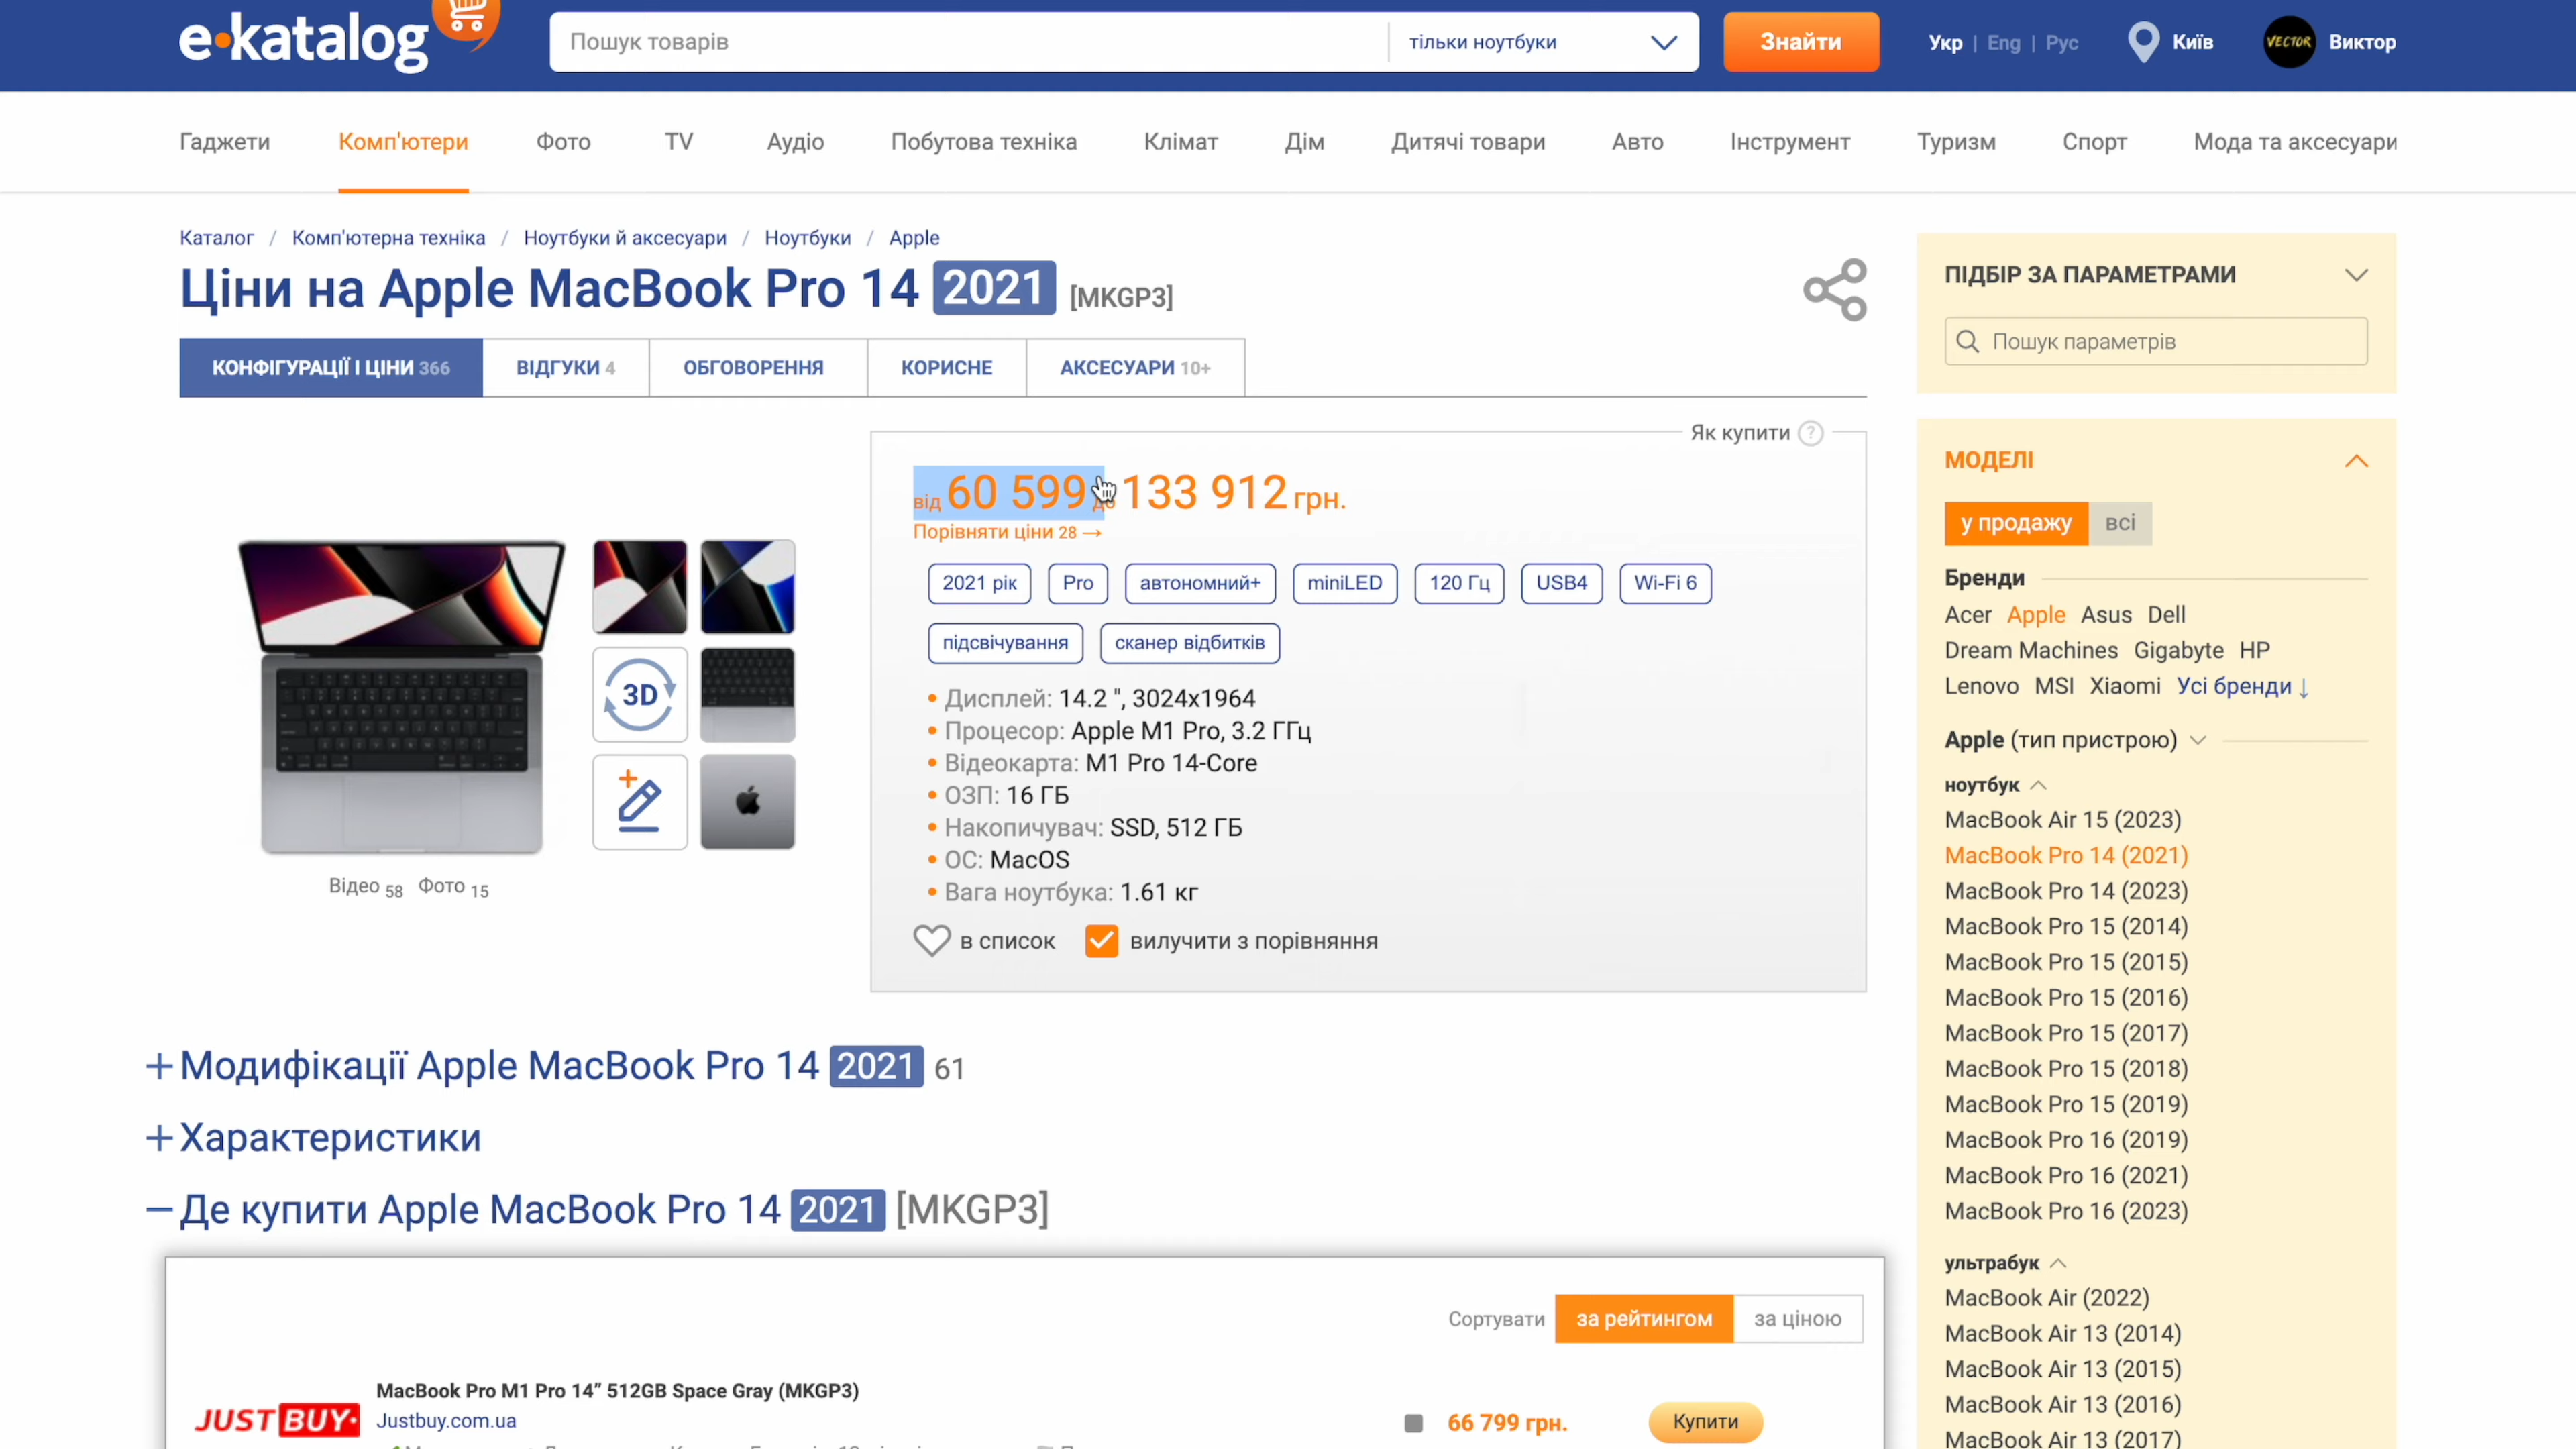 e•katalog
Пошук товарів
тільки ноутбуки
Знайти
Укр | Eng | Рус
Київ
VECTOR
Виктор
Гаджети Комп'ютери Фото TV Аудіо Побутова техніка Клімат Дім Дитячі товари Авто Інструмент Туризм Спорт Мода та аксесуари
Каталог / Комп'ютерна техніка / Ноутбуки й аксесуари / Ноутбуки / Apple
Ціни на Apple MacBook Pro 14 2021 [MKGP3]
КОНФІГУРАЦІЇ І ЦІНИ 366
ВІДГУКИ 4
ОБГОВОРЕННЯ
КОРИСНЕ
АКСЕСУАРИ 10+
Як купити ?
від 60 599 до 133 912 грн.
Порівняти ціни 28 →
2021 рік Pro автономний+ miniLED 120 Гц USB4 Wi-Fi 6
підсвічування сканер відбитків
• Дисплей: 14.2 ", 3024x1964
• Процесор: Apple M1 Pro, 3.2 ГГц
• Відеокарта: M1 Pro 14-Core
• ОЗП: 16 ГБ
• Накопичувач: SSD, 512 ГБ
• ОС: MacOS
• Вага ноутбука: 1.61 кг
в список
вилучити з порівняння
3D
Відео 58 Фото 15
+Модифікації Apple MacBook Pro 14 2021 61
+Характеристики
−Де купити Apple MacBook Pro 14 2021 [MKGP3]
Сортувати за рейтингом за ціною
JUST BUY
MacBook Pro M1 Pro 14” 512GB Space Gray (MKGP3)
Justbuy.com.ua
66 799 грн.
Купити
ПІДБІР ЗА ПАРАМЕТРАМИ
Пошук параметрів
МОДЕЛІ
у продажу всі
Бренди
Acer Apple Asus Dell
Dream Machines Gigabyte HP
Lenovo MSI Xiaomi Усі бренди ↓
Apple (тип пристрою)
ноутбук
MacBook Air 15 (2023)
MacBook Pro 14 (2021)
MacBook Pro 14 (2023)
MacBook Pro 15 (2014)
MacBook Pro 15 (2015)
MacBook Pro 15 (2016)
MacBook Pro 15 (2017)
MacBook Pro 15 (2018)
MacBook Pro 15 (2019)
MacBook Pro 16 (2019)
MacBook Pro 16 (2021)
MacBook Pro 16 (2023)
ультрабук
MacBook Air (2022)
MacBook Air 13 (2014)
MacBook Air 13 (2015)
MacBook Air 13 (2016)
MacBook Air 13 (2017)